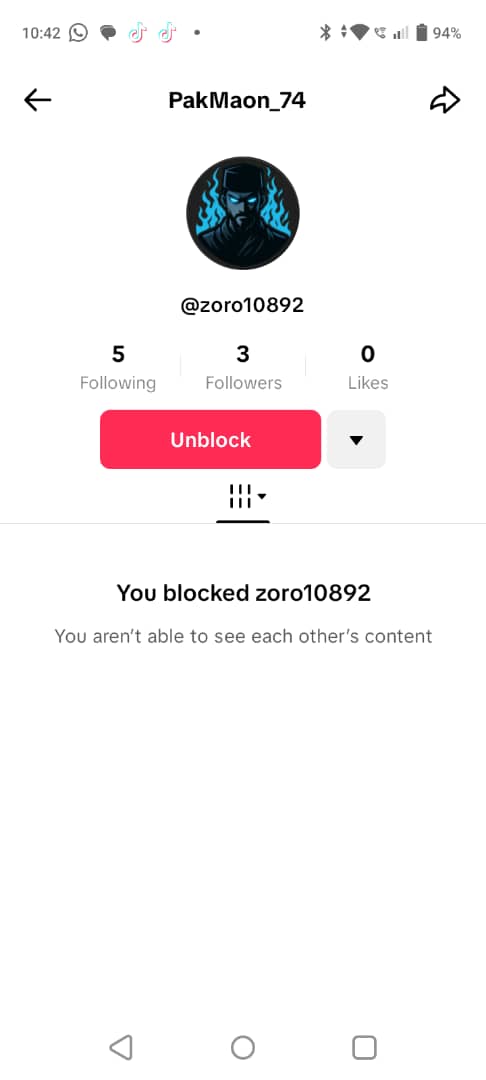 10:42
94%
PakMaon_74
@zoro10892
5 3 0
Following Followers Likes
Unblock
You blocked zoro10892
You aren’t able to see each other’s content